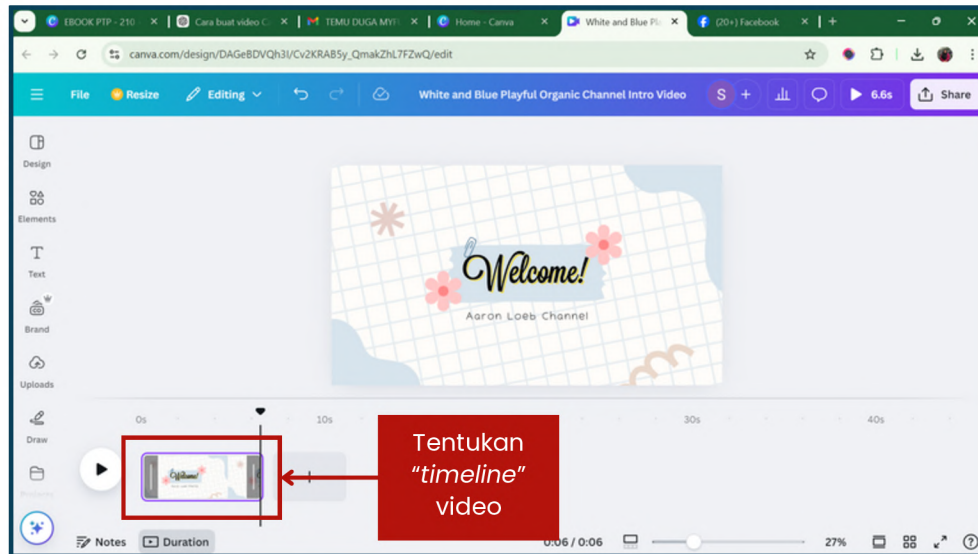 EBOOK PTP - 210
Cara buat video C
TEMU DUGA MYF
Home - Canva
White and Blue Pl
(20+) Facebook
canva.com/design/DAGeBDVQh3I/Cv2KRAB5y_QmakZhL7FZwQ/edit
File
Resize
Editing
White and Blue Playful Organic Channel Intro Video
S
6.6s
Share
Design
Elements
Text
Brand
Uploads
Draw
Projects
Welcome!
Aaron Loeb Channel
0s
10s
30s
40s
Welcome!
Tentukan
“timeline”
video
Notes
Duration
0:06 / 0:06
27%